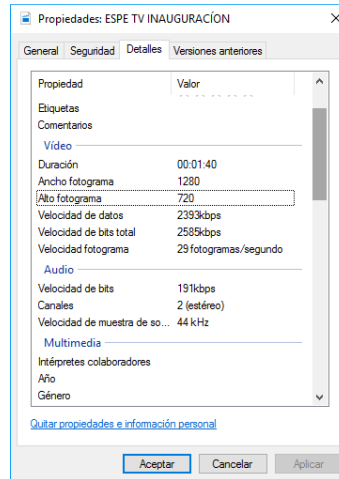 Propiedades: ESPE TV INAUGURACÍON
General Seguridad Detalles Versiones anteriores
Propiedad Valor
Etiquetas
Comentarios
Vídeo
Duración 00:01:40
Ancho fotograma 1280
Alto fotograma 720
Velocidad de datos 2393kbps
Velocidad de bits total 2585kbps
Velocidad fotograma 29 fotogramas/segundo
Audio
Velocidad de bits 191kbps
Canales 2 (estéreo)
Velocidad de muestra de so... 44 kHz
Multimedia
Intérpretes colaboradores
Año
Género
Quitar propiedades e información personal
Aceptar Cancelar Aplicar